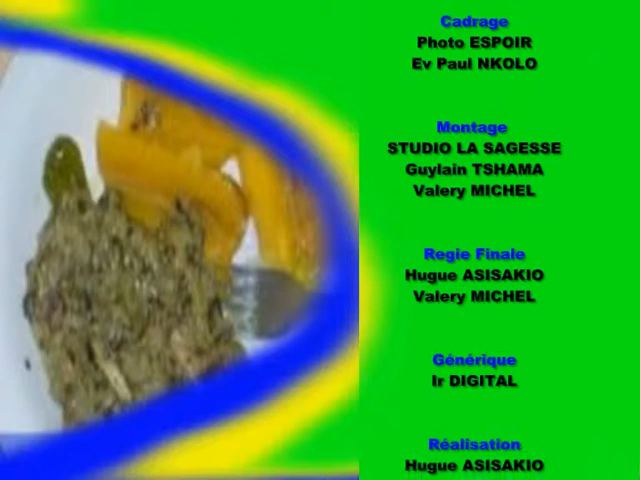 Cadrage
Photo ESPOIR
Ev Paul NKOLO
Montage
STUDIO LA SAGESSE
Guylain TSHAMA
Valery MICHEL
Regie Finale
Hugue ASISAKIO
Valery MICHEL
Générique
Ir DIGITAL
Réalisation
Hugue ASISAKIO